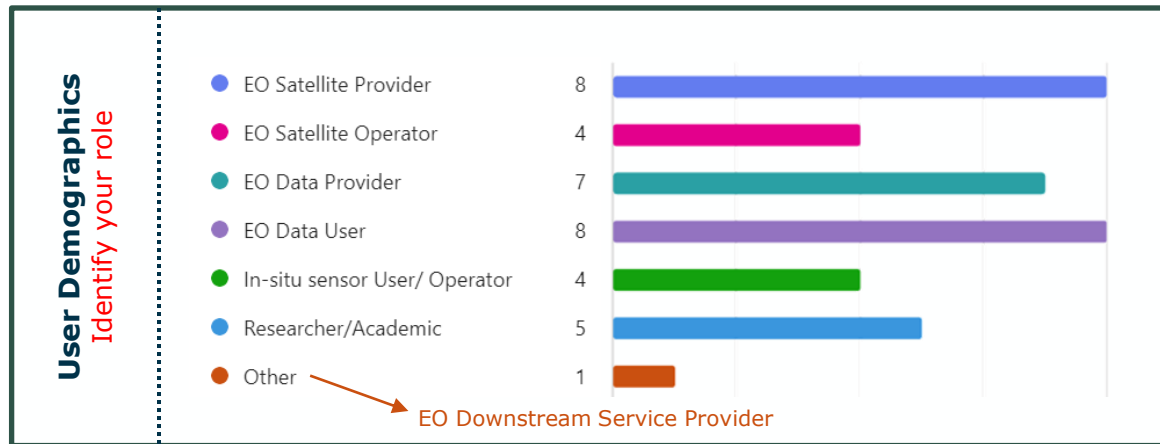 User Demographics
Identify your role
EO Satellite Provider 8
EO Satellite Operator 4
EO Data Provider 7
EO Data User 8
In-situ sensor User/ Operator 4
Researcher/Academic 5
Other 1
EO Downstream Service Provider